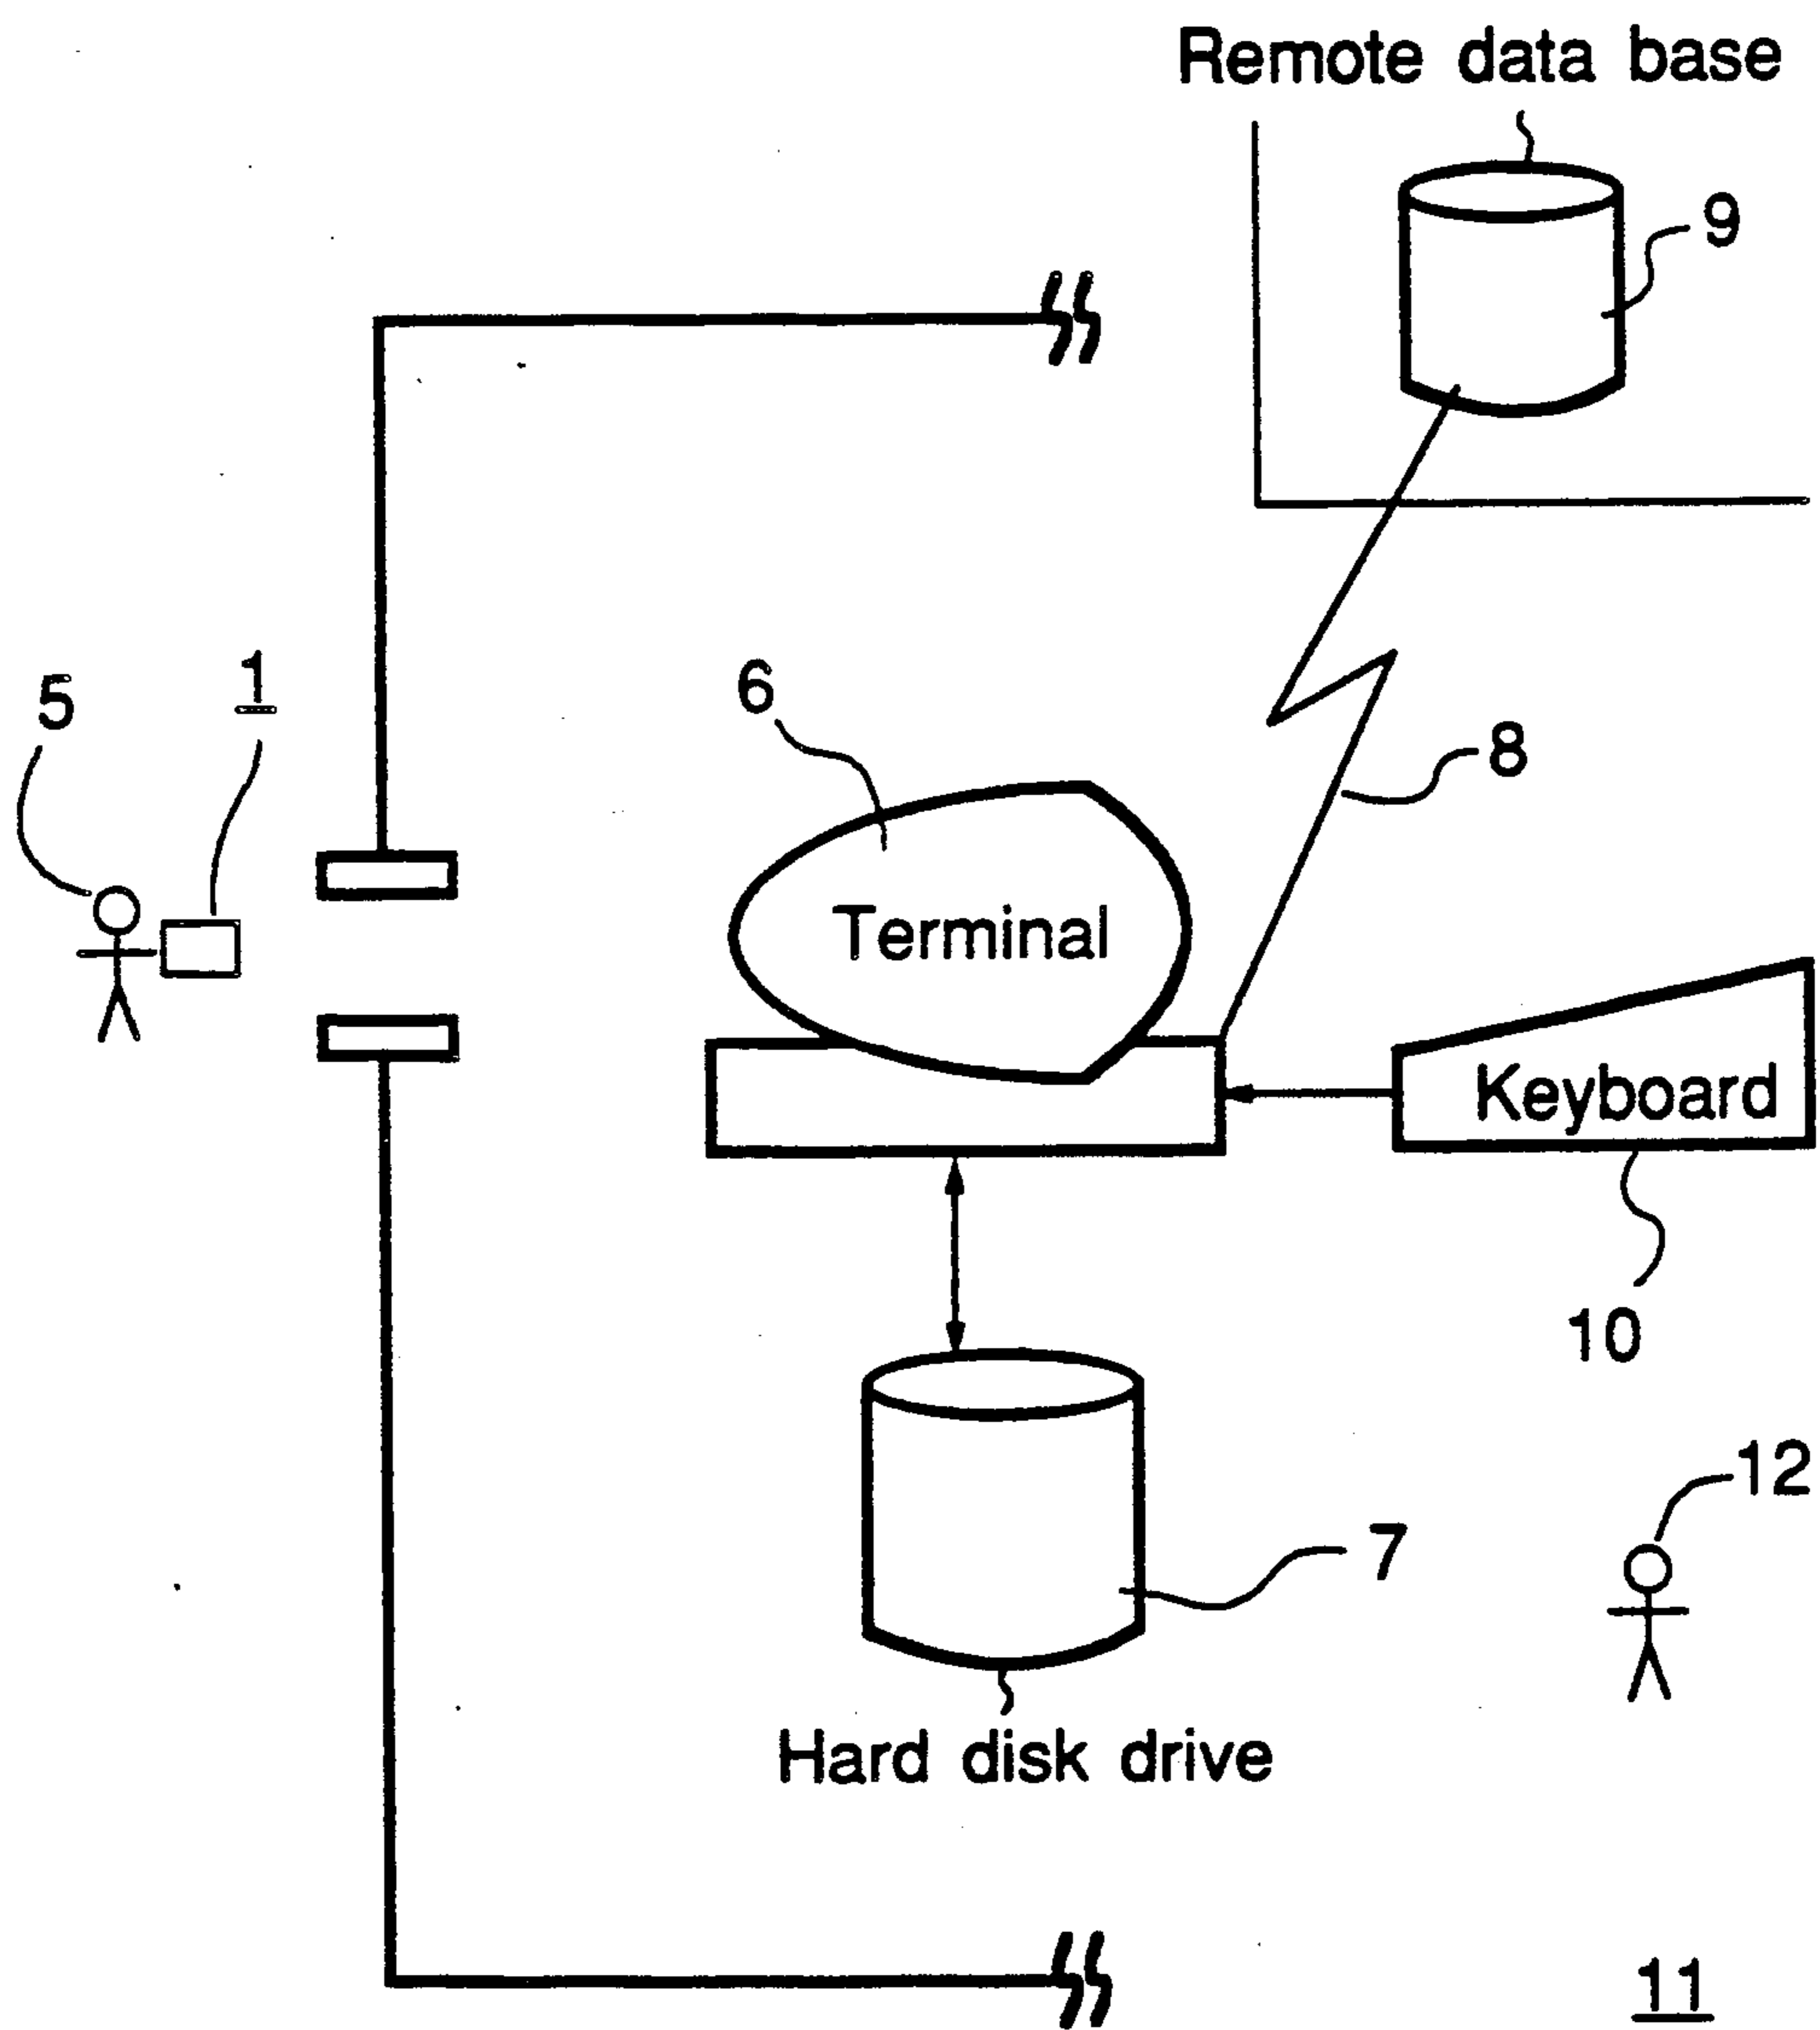 Remote data base
9
5
1
6
8
Terminal
Keyboard
10
12
7
Hard disk drive
11